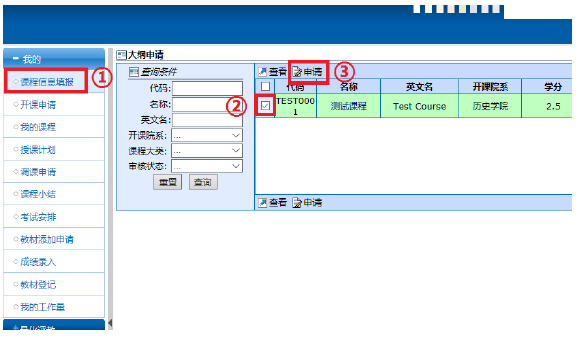 我的
课程信息填报
①
开课申请
我的课程
授课计划
调课申请
课程小结
考试安排
教材添加申请
成绩录入
教材登记
我的工作量
大纲申请
查询条件
代码:
名称:
英文名:
开课院系: ...
课程大类: ...
审核状态: ...
重置 查询
查看 申请 ③
代码 名称 英文名 开课院系 学分
② TEST0001 测试课程 Test Course 历史学院 2.5
查看 申请